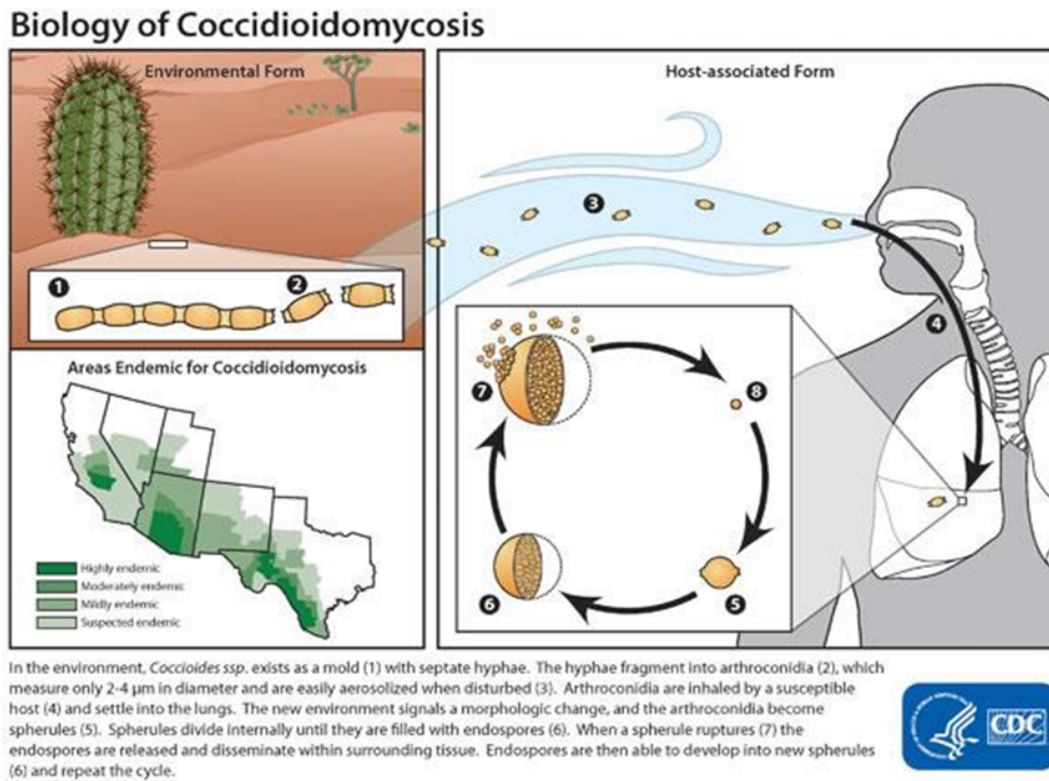 Biology of Coccidioidomycosis
Environmental Form
1
2
Areas Endemic for Coccidioidomycosis
Highly endemic
Moderately endemic
Mildly endemic
Suspected endemic
Host-associated Form
3
4
7
8
6
5
In the environment, Coccioides ssp. exists as a mold (1) with septate hyphae. The hyphae fragment into arthroconidia (2), which
measure only 2-4 µm in diameter and are easily aerosolized when disturbed (3). Arthroconidia are inhaled by a susceptible
host (4) and settle into the lungs. The new environment signals a morphologic change, and the arthroconidia become
spherules (5). Spherules divide internally until they are filled with endospores (6). When a spherule ruptures (7) the
endospores are released and disseminate within surrounding tissue. Endospores are then able to develop into new spherules
(6) and repeat the cycle.
CDC